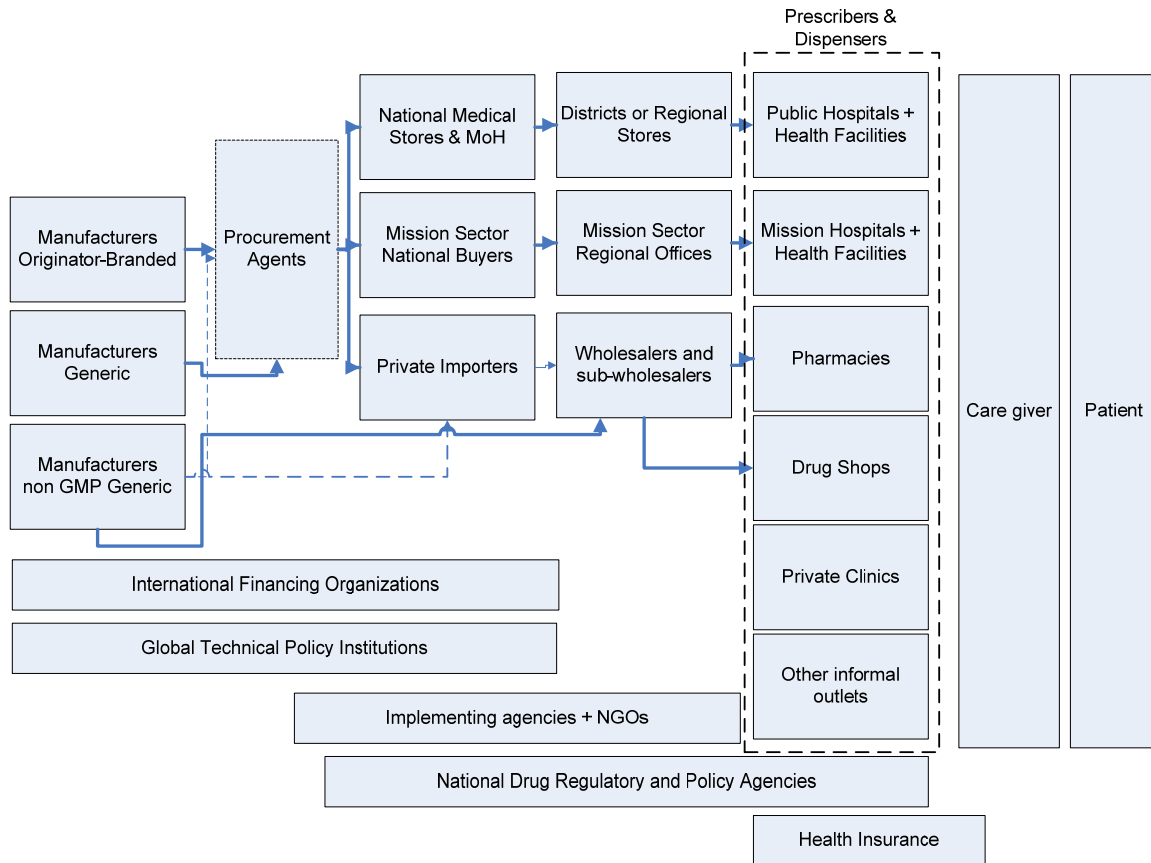 Prescribers &
Dispensers
National Medical
Stores & MoH
Districts or Regional
Stores
Public Hospitals +
Health Facilities
Manufacturers
Originator-Branded
Procurement
Agents
Mission Sector
National Buyers
Mission Sector
Regional Offices
Mission Hospitals +
Health Facilities
Manufacturers
Generic
Private Importers
Wholesalers and
sub-wholesalers
Pharmacies
Care giver
Patient
Manufacturers
non GMP Generic
Drug Shops
International Financing Organizations
Private Clinics
Global Technical Policy Institutions
Other informal
outlets
Implementing agencies + NGOs
National Drug Regulatory and Policy Agencies
Health Insurance